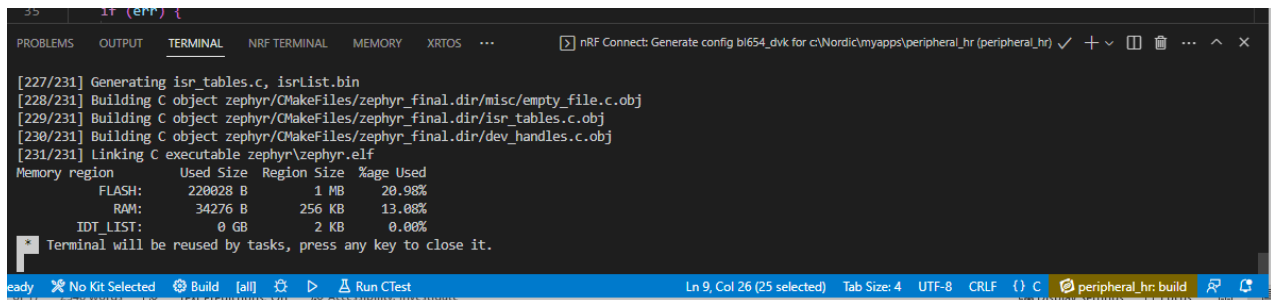 35 if (err) {
PROBLEMS OUTPUT TERMINAL NRF TERMINAL MEMORY XRTOS ... nRF Connect: Generate config bl654_dvk for c:\Nordic\myapps\peripheral_hr (peripheral_hr)
[227/231] Generating isr_tables.c, isrList.bin
[228/231] Building C object zephyr/CMakeFiles/zephyr_final.dir/misc/empty_file.c.obj
[229/231] Building C object zephyr/CMakeFiles/zephyr_final.dir/isr_tables.c.obj
[230/231] Building C object zephyr/CMakeFiles/zephyr_final.dir/dev_handles.c.obj
[231/231] Linking C executable zephyr\zephyr.elf
Memory region Used Size Region Size %age Used
FLASH: 220028 B 1 MB 20.98%
RAM: 34276 B 256 KB 13.08%
IDT_LIST: 0 GB 2 KB 0.00%
* Terminal will be reused by tasks, press any key to close it.
eady No Kit Selected Build [all] Run CTest Ln 9, Col 26 (25 selected) Tab Size: 4 UTF-8 CRLF {} C peripheral_hr: build